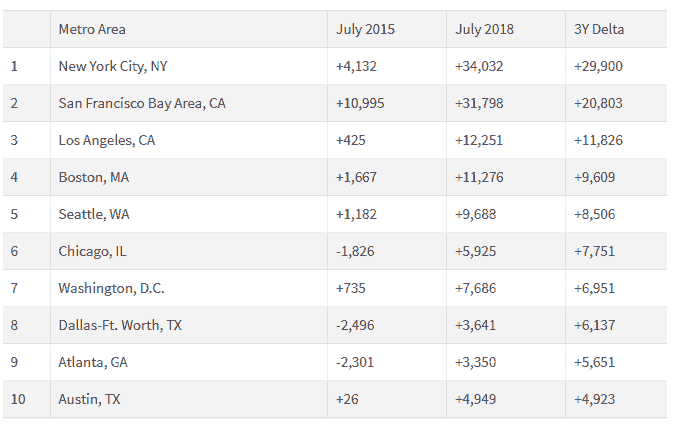 Metro Area July 2015 July 2018 3Y Delta
1 New York City, NY +4,132 +34,032 +29,900
2 San Francisco Bay Area, CA +10,995 +31,798 +20,803
3 Los Angeles, CA +425 +12,251 +11,826
4 Boston, MA +1,667 +11,276 +9,609
5 Seattle, WA +1,182 +9,688 +8,506
6 Chicago, IL -1,826 +5,925 +7,751
7 Washington, D.C. +735 +7,686 +6,951
8 Dallas-Ft. Worth, TX -2,496 +3,641 +6,137
9 Atlanta, GA -2,301 +3,350 +5,651
10 Austin, TX +26 +4,949 +4,923